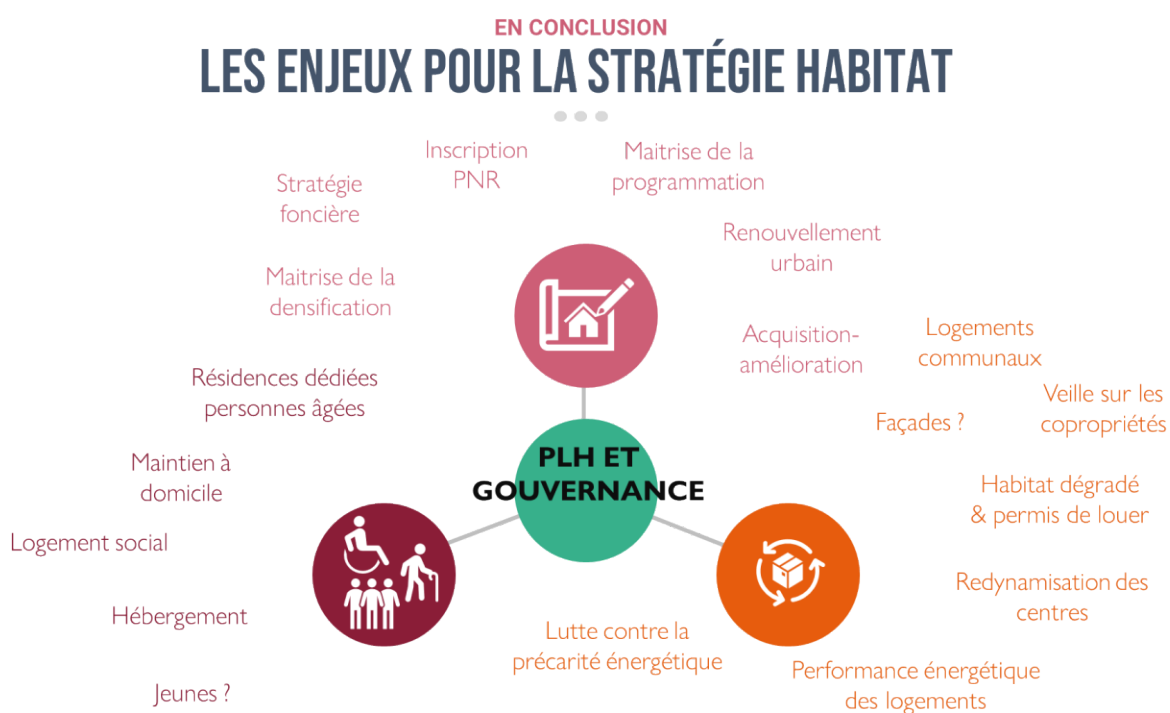 EN CONCLUSION
LES ENJEUX POUR LA STRATÉGIE HABITAT
Inscription
PNR
Maitrise de la
programmation
Stratégie
foncière
Renouvellement
urbain
Maitrise de la
densification
Acquisition-
amélioration
Logements
communaux
Résidences dédiées
personnes âgées
Veille sur les
copropriétés
Façades ?
PLH ET
GOUVERNANCE
Maintien à
domicile
Habitat dégradé
& permis de louer
Logement social
Redynamisation des
centres
Hébergement
Lutte contre la
précarité énergétique
Performance énergétique
des logements
Jeunes ?